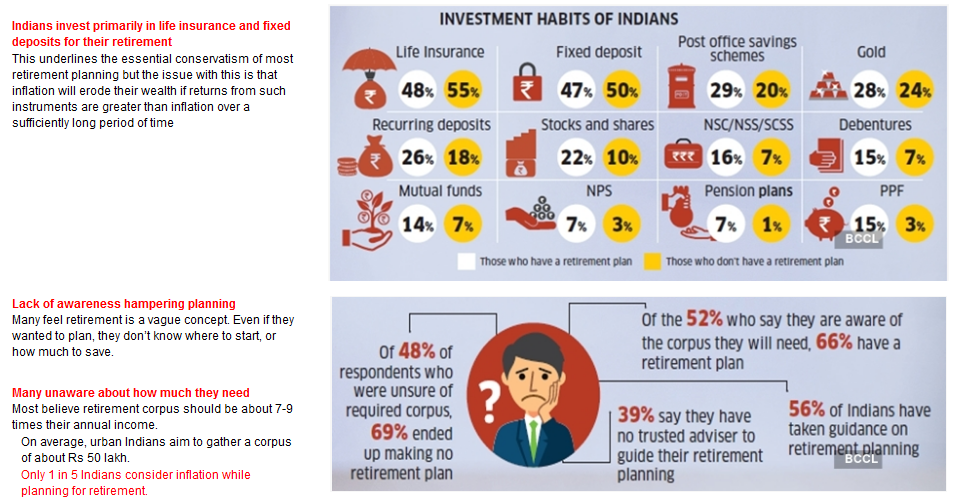 Indians invest primarily in life insurance and fixed
deposits for their retirement
This underlines the essential conservatism of most
retirement planning but the issue with this is that
inflation will erode their wealth if returns from such
instruments are greater than inflation over a
sufficiently long period of time
INVESTMENT HABITS OF INDIANS
Life Insurance
48% 55%
Fixed deposit
47% 50%
Post office savings
schemes
29% 20%
Gold
28% 24%
Recurring deposits
26% 18%
Stocks and shares
22% 10%
NSC/NSS/SCSS
16% 7%
Debentures
15% 7%
Mutual funds
14% 7%
NPS
7% 3%
Pension plans
7% 1%
PPF
15% 3%
BCCL
Those who have a retirement plan
Those who don't have a retirement plan
Lack of awareness hampering planning
Many feel retirement is a vague concept. Even if they
wanted to plan, they don't know where to start, or
how much to save.
Many unaware about how much they need
Most believe retirement corpus should be about 7-9
times their annual income.
On average, urban Indians aim to gather a corpus
of about Rs 50 lakh.
Only 1 in 5 Indians consider inflation while
planning for retirement.
Of 48% of
respondents who
were unsure of
required corpus,
69% ended
up making no
retirement plan
?
Of the 52% who say they are aware of
the corpus they will need, 66% have a
retirement plan
39% say they have
no trusted adviser to
guide their retirement
planning
56% of Indians have
taken guidance on
retirement planning
BCCL